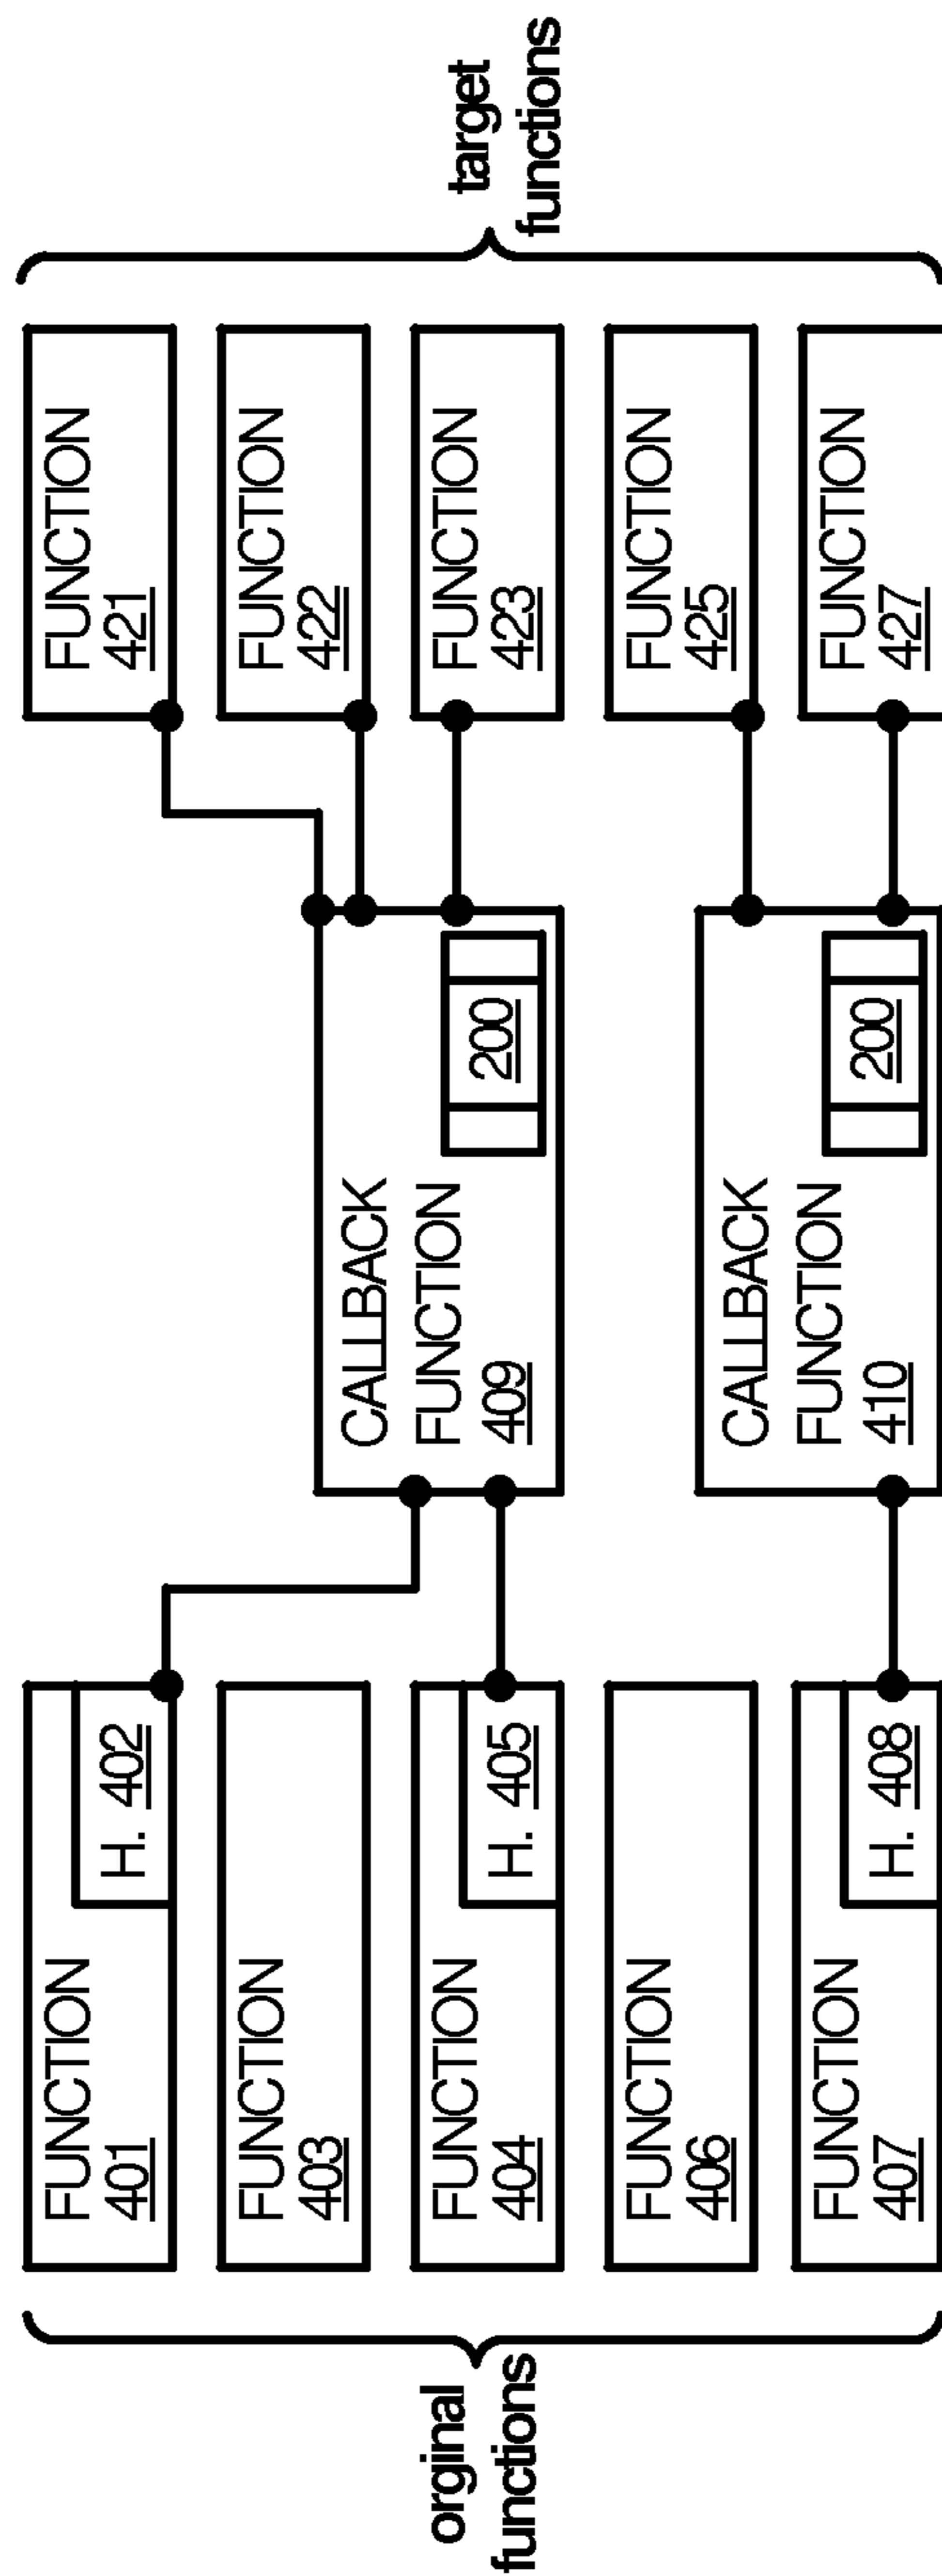 orginal
functions
FUNCTION
401
H. 402
FUNCTION
403
FUNCTION
404
H. 405
FUNCTION
406
FUNCTION
407
H. 408
CALLBACK
FUNCTION
409
200
CALLBACK
FUNCTION
410
200
FUNCTION
421
FUNCTION
422
FUNCTION
423
FUNCTION
425
FUNCTION
427
target
functions